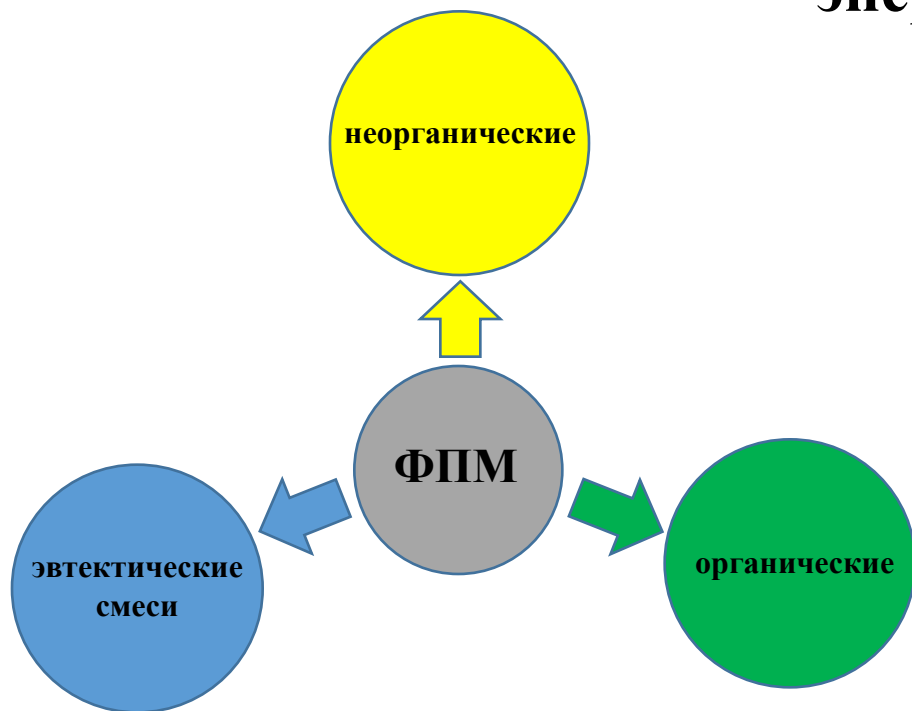 неорганические
ФПМ
эвтектические
смеси
органические